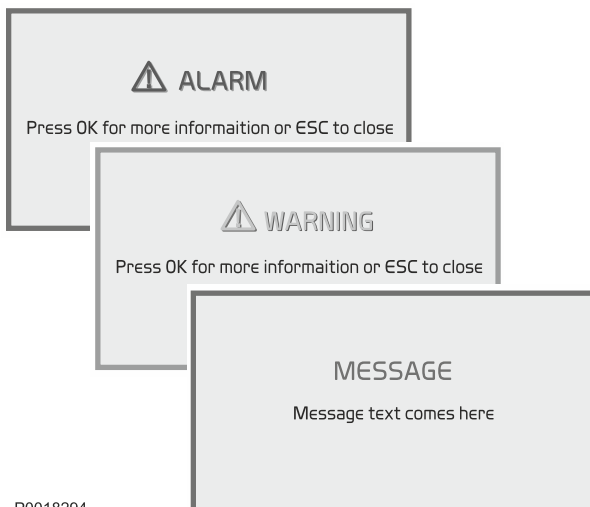 ALARM
Press OK for more informaition or ESC to close
WARNING
Press OK for more informaition or ESC to close
MESSAGE
Message text comes here